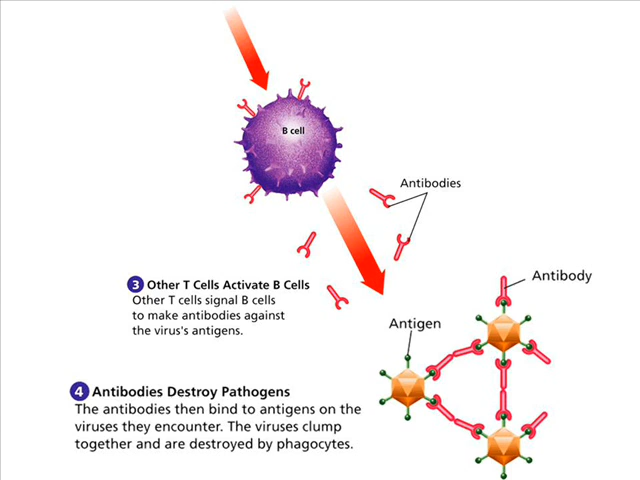 B cell
Antibodies
3 Other T Cells Activate B Cells
Other T cells signal B cells
to make antibodies against
the virus's antigens.
Antibody
Antigen
4 Antibodies Destroy Pathogens
The antibodies then bind to antigens on the
viruses they encounter. The viruses clump
together and are destroyed by phagocytes.